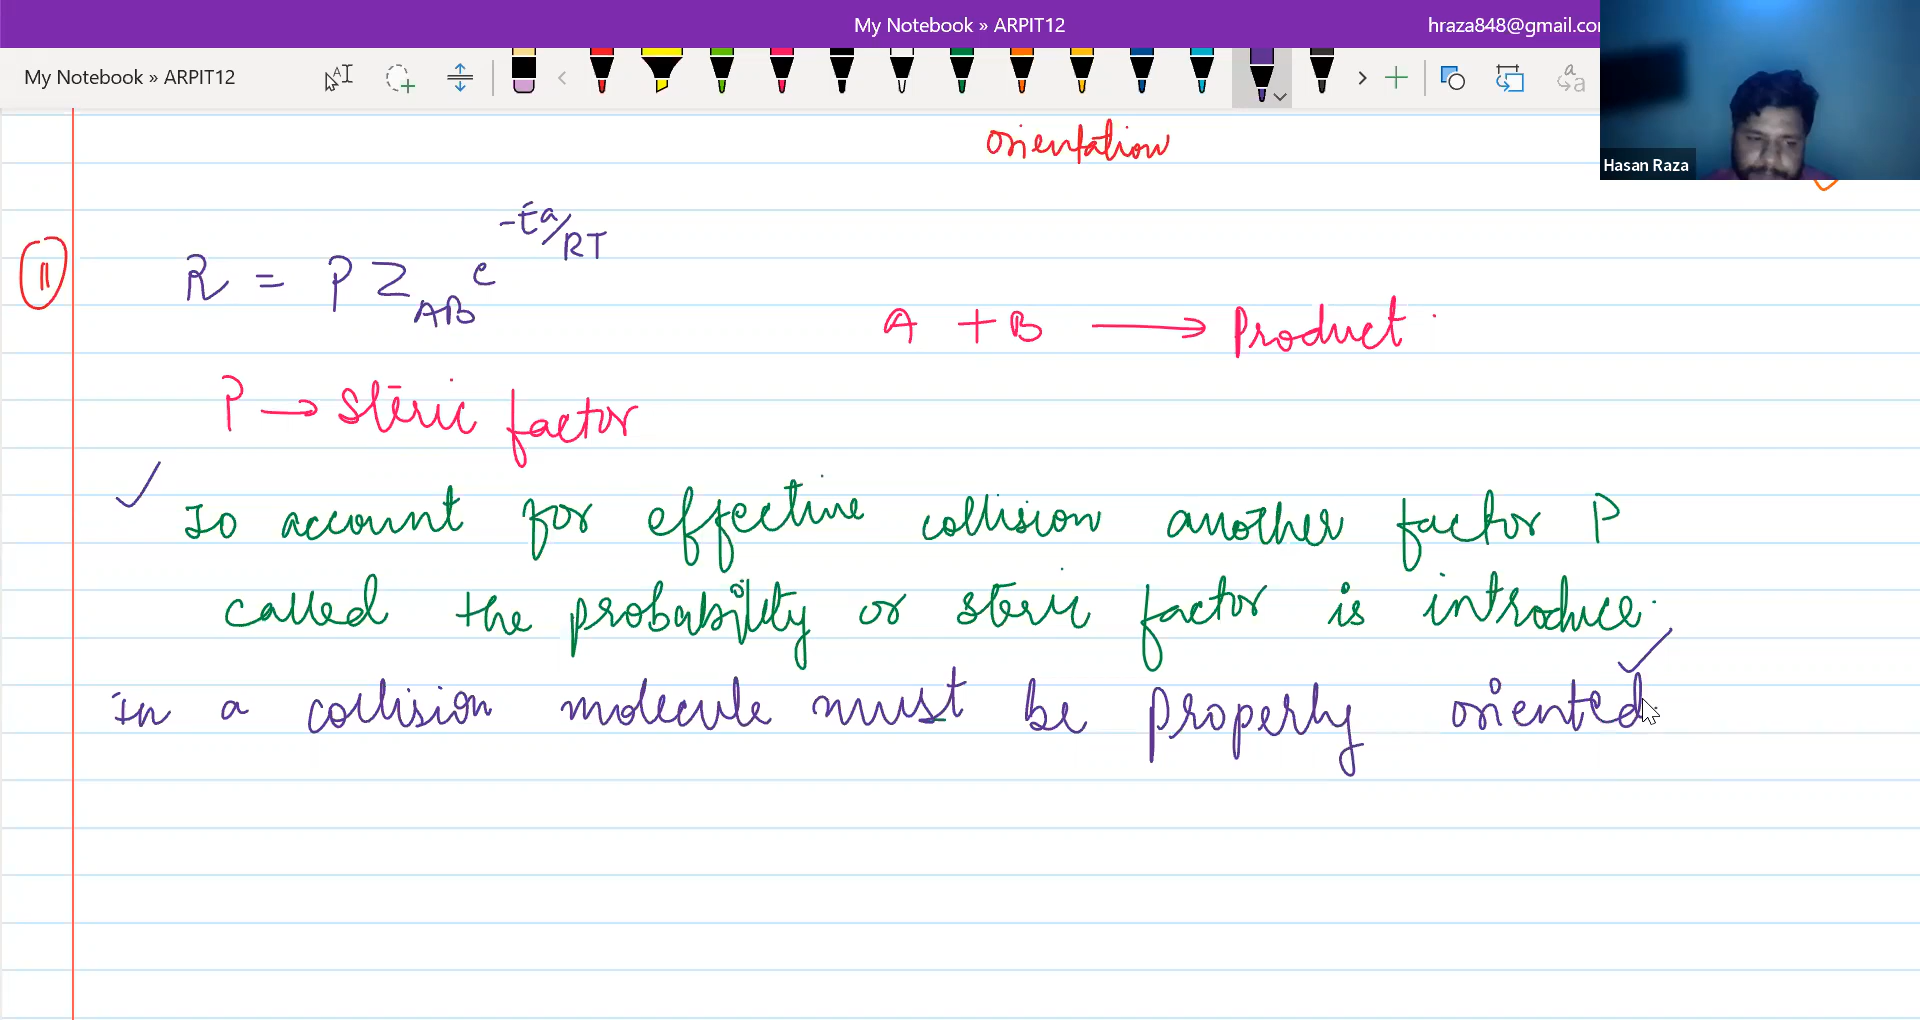 My Notebook » ARPIT12
hraza848@gmail.co
My Notebook » ARPIT12
Hasan Raza
orientation
11
R = P Z_AB e^-Ea/RT
A + B → Product.
P → Steric factor
✓ To account for effective collision another factor P
called the probability or steric factor is introduce.
In a collision molecule must be properly oriented.